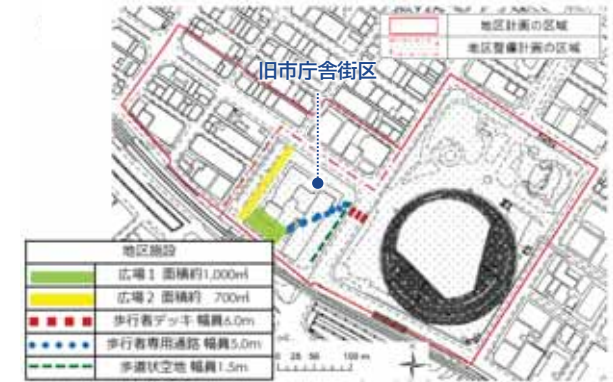 地区計画の区域
地区整備計画の区域
旧市庁舎街区
地区施設
広場1 面積約1,000㎡
広場2 面積約 700㎡
歩行者デッキ 幅員6.0m
歩行者専用通路 幅員5.0m
歩道状空地 幅員1.5m
0 25 50 100 m